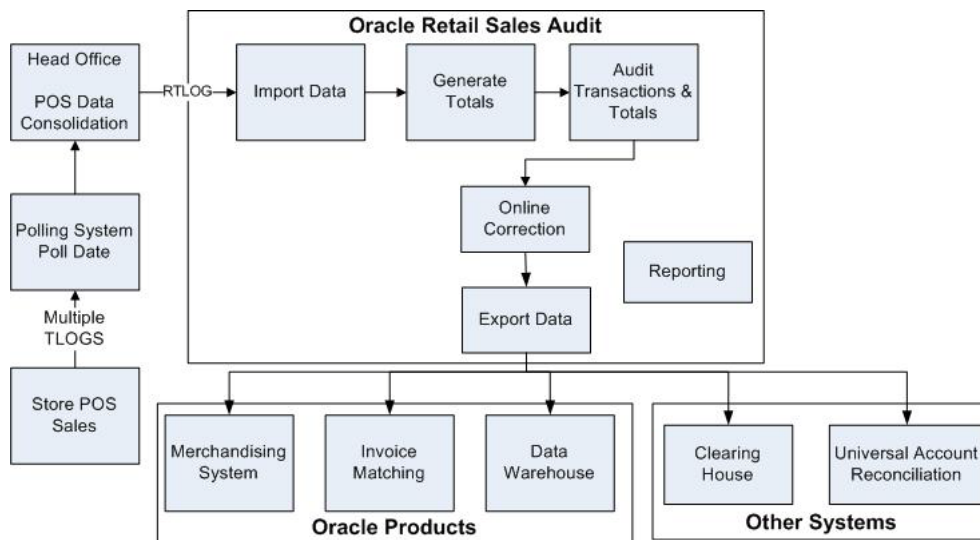 Oracle Retail Sales Audit
Head Office
POS Data
Consolidation
RTLOG
Import Data
Generate
Totals
Audit
Transactions &
Totals
Polling System
Poll Date
Online
Correction
Reporting
Multiple
TLOGS
Export Data
Store POS
Sales
Merchandising
System
Invoice
Matching
Data
Warehouse
Clearing
House
Universal Account
Reconciliation
Oracle Products
Other Systems